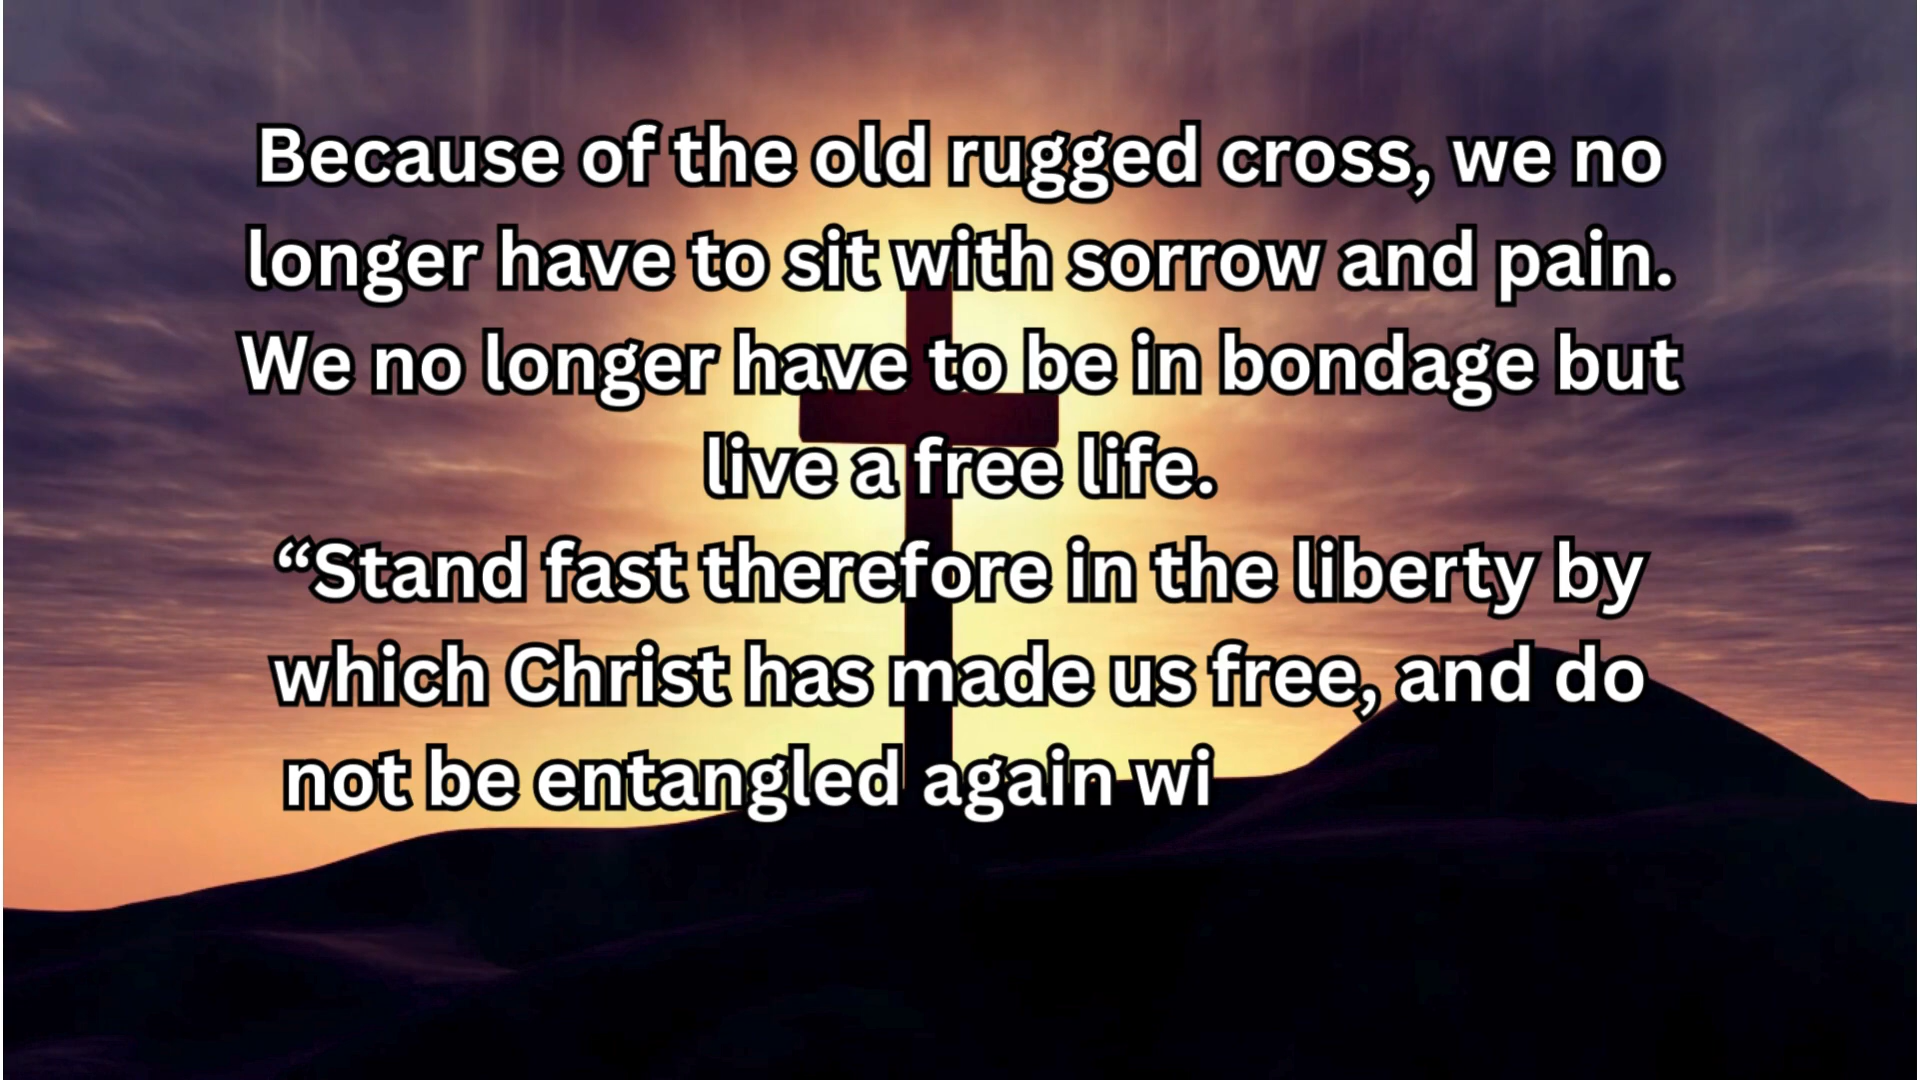 Because of the old rugged cross, we no
longer have to sit with sorrow and pain.
We no longer have to be in bondage but
live a free life.
“Stand fast therefore in the liberty by
which Christ has made us free, and do
not be entangled again wi